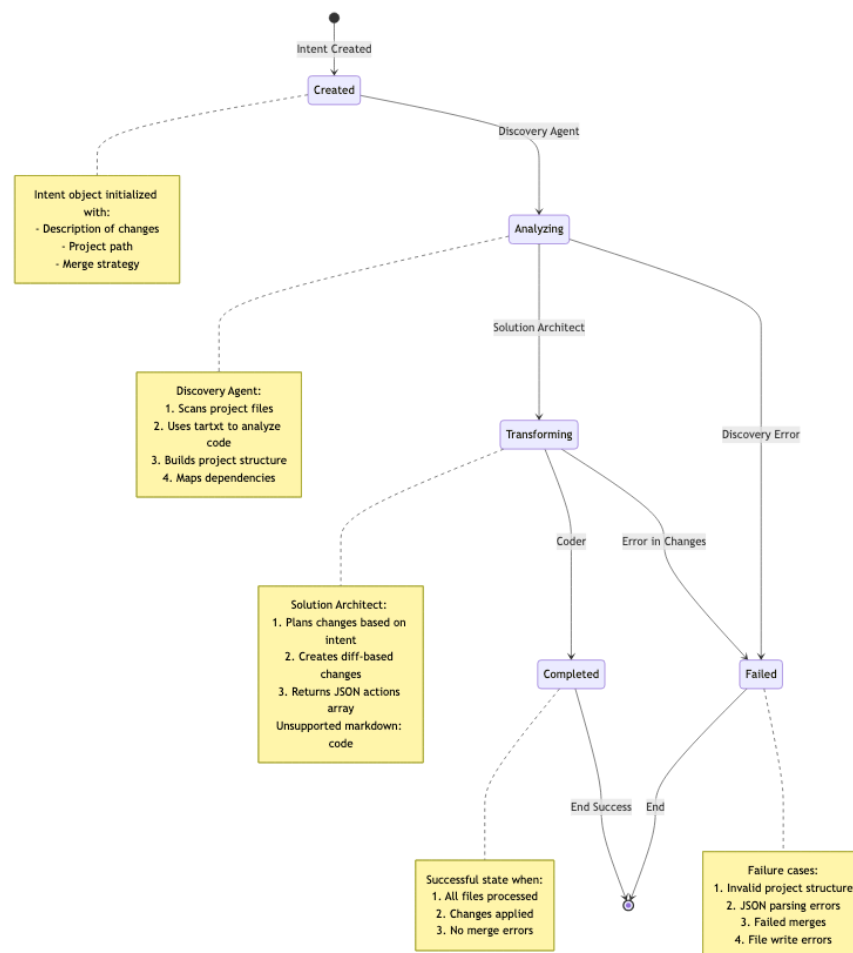 Intent Created
Created
Discovery Agent
Intent object initialized
with:
- Description of changes
- Project path
- Merge strategy
Analyzing
Solution Architect
Discovery Agent:
1. Scans project files
2. Uses tartxt to analyze
code
3. Builds project structure
4. Maps dependencies
Transforming
Discovery Error
Coder
Error in Changes
Solution Architect:
1. Plans changes based on
intent
2. Creates diff-based
changes
3. Returns JSON actions
array
Unsupported markdown:
code
Completed
Failed
End Success
End
Successful state when:
1. All files processed
2. Changes applied
3. No merge errors
Failure cases:
1. Invalid project structure
2. JSON parsing errors
3. Failed merges
4. File write errors